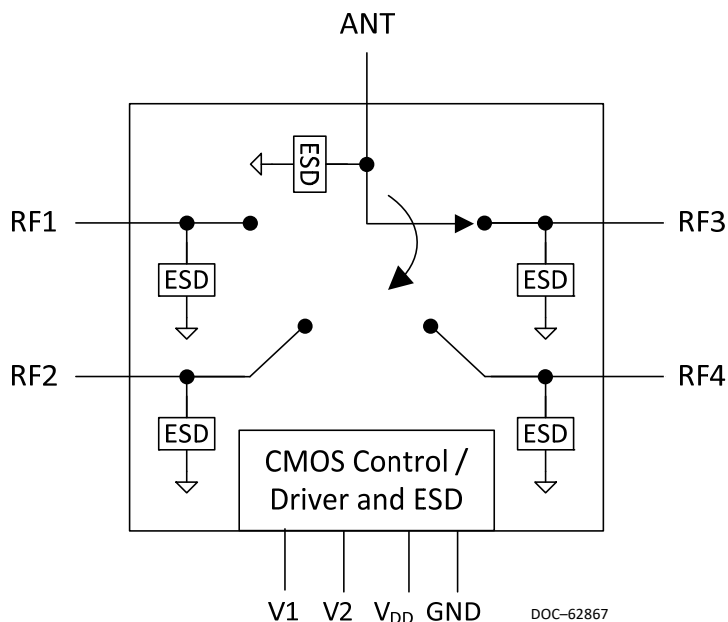 ANT
ESD
RF1
RF3
ESD
ESD
RF2
RF4
ESD
ESD
CMOS Control /
Driver and ESD
V1 V2 VDD GND
DOC–62867